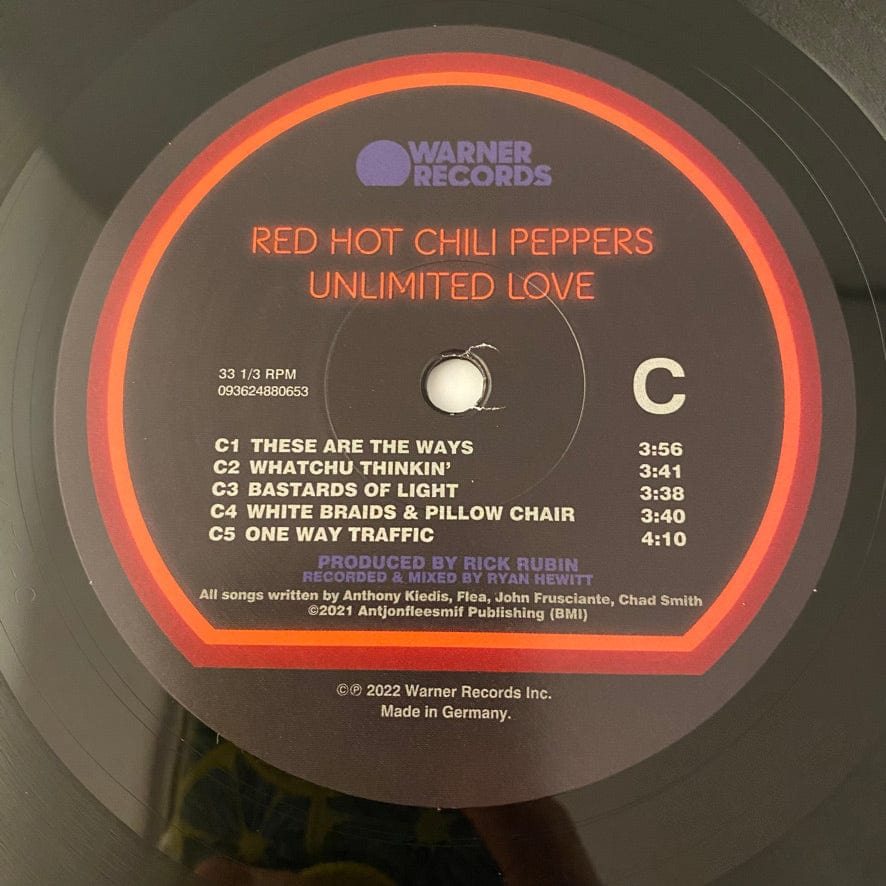 WARNER
RECORDS
RED HOT CHILI PEPPERS
UNLIMITED LOVE
33 1/3 RPM
093624880653
C
C1 THESE ARE THE WAYS 3:56
C2 WHATCHU THINKIN' 3:41
C3 BASTARDS OF LIGHT 3:38
C4 WHITE BRAIDS & PILLOW CHAIR 3:40
C5 ONE WAY TRAFFIC 4:10
PRODUCED BY RICK RUBIN
RECORDED & MIXED BY RYAN HEWITT
All songs written by Anthony Kiedis, Flea, John Frusciante, Chad Smith
©2021 Antjonfleesmif Publishing (BMI)
©℗ 2022 Warner Records Inc.
Made in Germany.